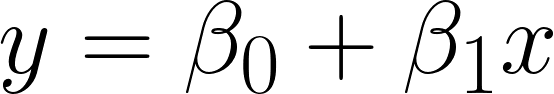 y = β₀ + β₁x